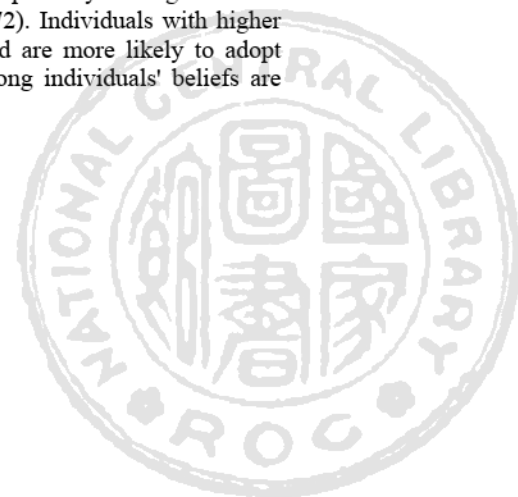 72). Individuals with higher
d are more likely to adopt
ong individuals' beliefs are
NATIONAL CENTRAL LIBRARY
ROC
國家
圖書
館